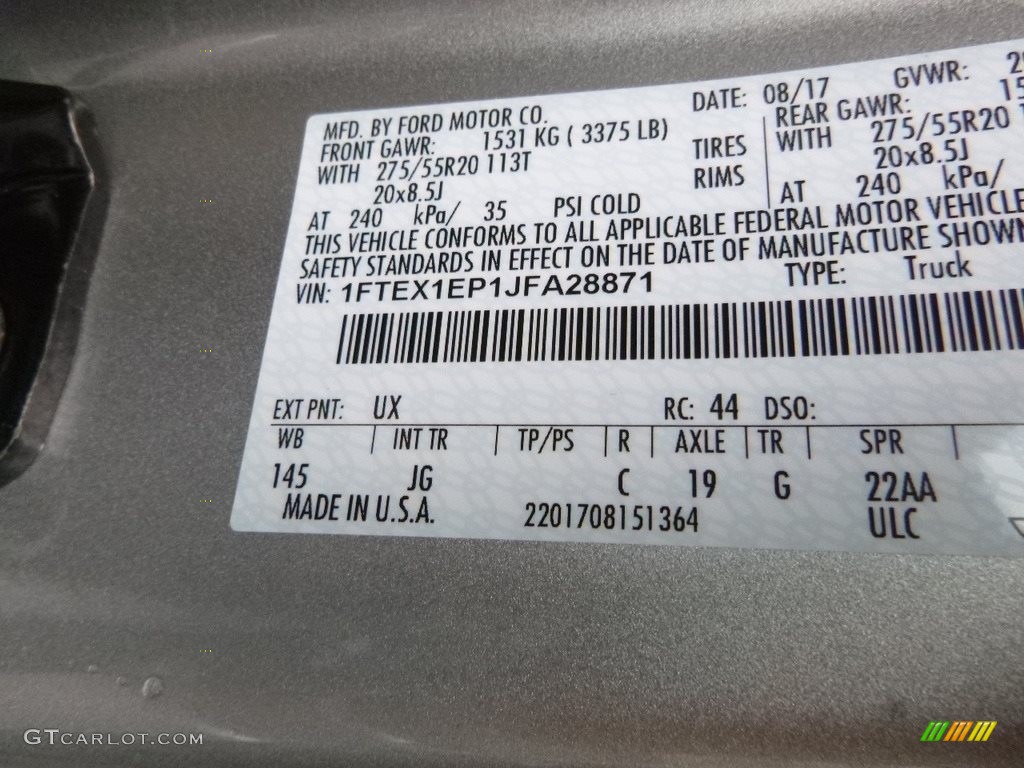 MFD. BY FORD MOTOR CO. DATE: 08/17 GVWR:
FRONT GAWR: 1531 KG ( 3375 LB) REAR GAWR:
WITH 275/55R20 113T TIRES WITH 275/55R20
20x8.5J RIMS 20x8.5J
AT 240 kPa/ 35 PSI COLD AT 240 kPa/
THIS VEHICLE CONFORMS TO ALL APPLICABLE FEDERAL MOTOR VEHICLE
SAFETY STANDARDS IN EFFECT ON THE DATE OF MANUFACTURE SHOWN
VIN: 1FTEX1EP1JFA28871 TYPE: Truck
EXT PNT: UX RC: 44 DSO:
WB INT TR TP/PS R AXLE TR SPR
145 JG C 19 G 22AA
MADE IN U.S.A. 2201708151364 ULC
GTCARLOT.COM